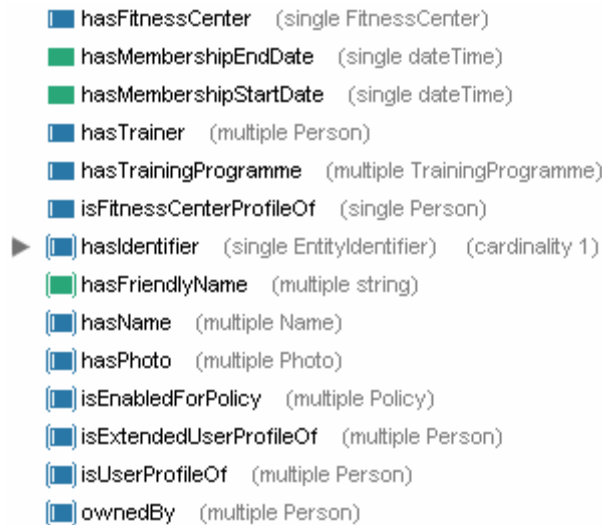 hasFitnessCenter (single FitnessCenter)
hasMembershipEndDate (single dateTime)
hasMembershipStartDate (single dateTime)
hasTrainer (multiple Person)
hasTrainingProgramme (multiple TrainingProgramme)
isFitnessCenterProfileOf (single Person)
hasIdentifier (single EntityIdentifier) (cardinality 1)
hasFriendlyName (multiple string)
hasName (multiple Name)
hasPhoto (multiple Photo)
isEnabledForPolicy (multiple Policy)
isExtendedUserProfileOf (multiple Person)
isUserProfileOf (multiple Person)
ownedBy (multiple Person)